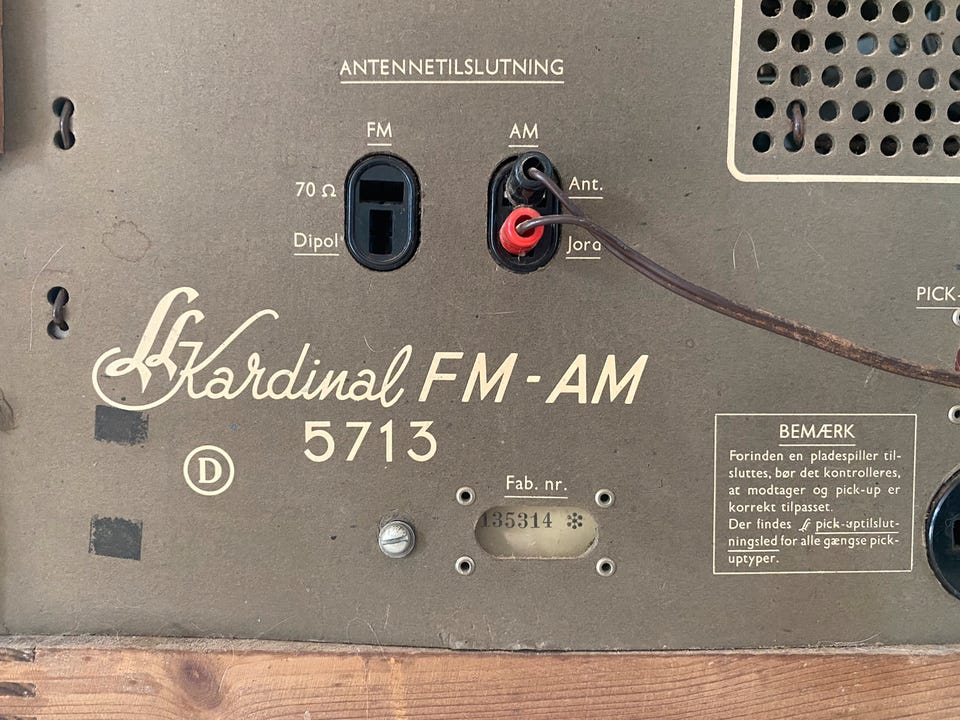 ANTENNETILSLUTNING
FM
AM
70 Ω
Ant.
Dipol
Jord
PICK-
LL Kardinal FM-AM
5713
D
BEMÆRK
Forinden en pladespiller til-
sluttes, bør det kontrolleres,
at modtager og pick-up er
korrekt tilpasset.
Der findes LL pick-uptilslut-
ningsled for alle gængse pick-
uptyper.
Fab. nr.
135314 ✻